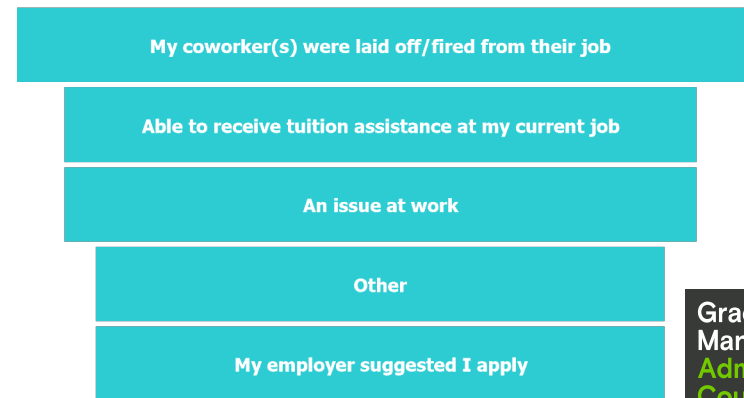 My coworker(s) were laid off/fired from their job
Able to receive tuition assistance at my current job
An issue at work
Other
My employer suggested I apply